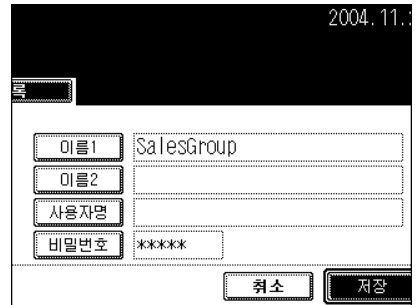 2004.11.
록
이름1 SalesGroup
이름2
사용자명
비밀번호 *****
취소 저장